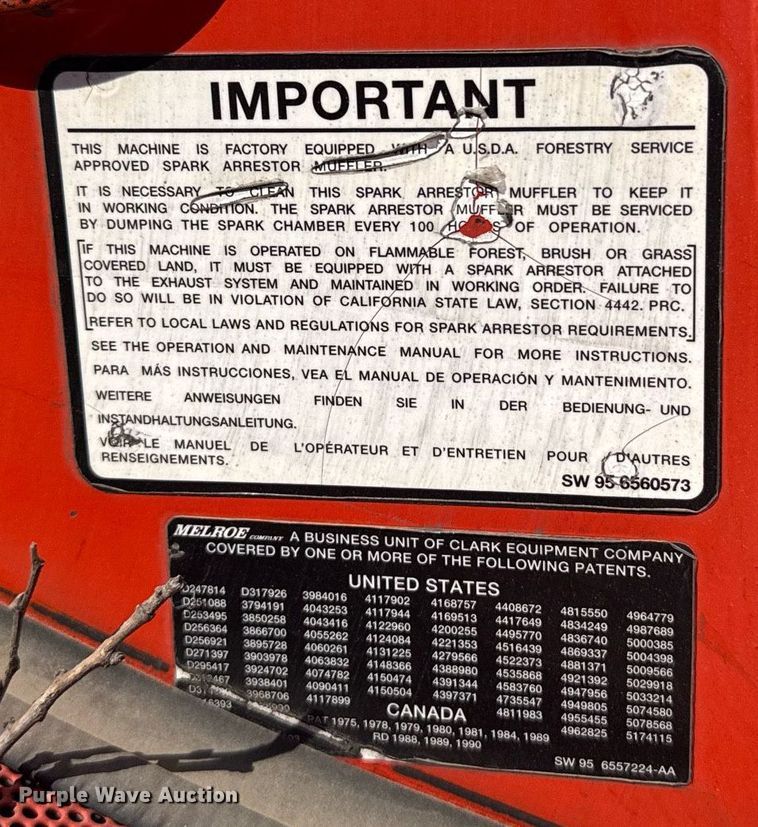 IMPORTANT
THIS MACHINE IS FACTORY EQUIPPED WITH A U.S.D.A. FORESTRY SERVICE
APPROVED SPARK ARRESTOR MUFFLER.
IT IS NECESSARY TO CLEAN THIS SPARK ARRESTOR MUFFLER TO KEEP IT
IN WORKING CONDITION. THE SPARK ARRESTOR MUFFLER MUST BE SERVICED
BY DUMPING THE SPARK CHAMBER EVERY 100 HOURS OF OPERATION.
IF THIS MACHINE IS OPERATED ON FLAMMABLE FOREST, BRUSH OR GRASS
COVERED LAND, IT MUST BE EQUIPPED WITH A SPARK ARRESTOR ATTACHED
TO THE EXHAUST SYSTEM AND MAINTAINED IN WORKING ORDER. FAILURE TO
DO SO WILL BE IN VIOLATION OF CALIFORNIA STATE LAW, SECTION 4442. PRC.
REFER TO LOCAL LAWS AND REGULATIONS FOR SPARK ARRESTOR REQUIREMENTS.
SEE THE OPERATION AND MAINTENANCE MANUAL FOR MORE INSTRUCTIONS.
PARA MÁS INSTRUCCIONES, VEA EL MANUAL DE OPERACIÓN Y MANTENIMIENTO.
WEITERE ANWEISUNGEN FINDEN SIE IN DER BEDIENUNG- UND
INSTANDHALTUNGSANLEITUNG.
VOIR LE MANUEL DE L'OPÉRATEUR ET D'ENTRETIEN POUR D'AUTRES
RENSEIGNEMENTS.
SW 95 6560573
MELROE COMPANY A BUSINESS UNIT OF CLARK EQUIPMENT COMPANY
COVERED BY ONE OR MORE OF THE FOLLOWING PATENTS.
UNITED STATES
D247814 D317926 3984016 4117902 4168757 4408672 4815550 4964779
D251088 3794191 4043253 4117944 4169513 4417649 4834249 4987689
D253495 3850258 4043416 4122960 4200255 4495770 4836740 5000385
D256364 3866700 4055262 4124084 4221353 4516439 4869337 5004398
D256921 3895728 4060261 4131225 4279566 4522373 4881371 5009566
D271397 3903978 4063832 4148366 4388980 4535868 4921392 5029918
D295417 3924702 4074782 4150474 4391344 4583760 4947956 5033214
3938401 4090411 4150504 4397371 4735547 4949805 5074580
3968706 4117899 4811983 4955455 5078568
4962825 5174115
CANADA
PAT 1975, 1978, 1979, 1980, 1981, 1984, 1989
RD 1988, 1989, 1990
SW 95 6557224-AA
Purple Wave Auction